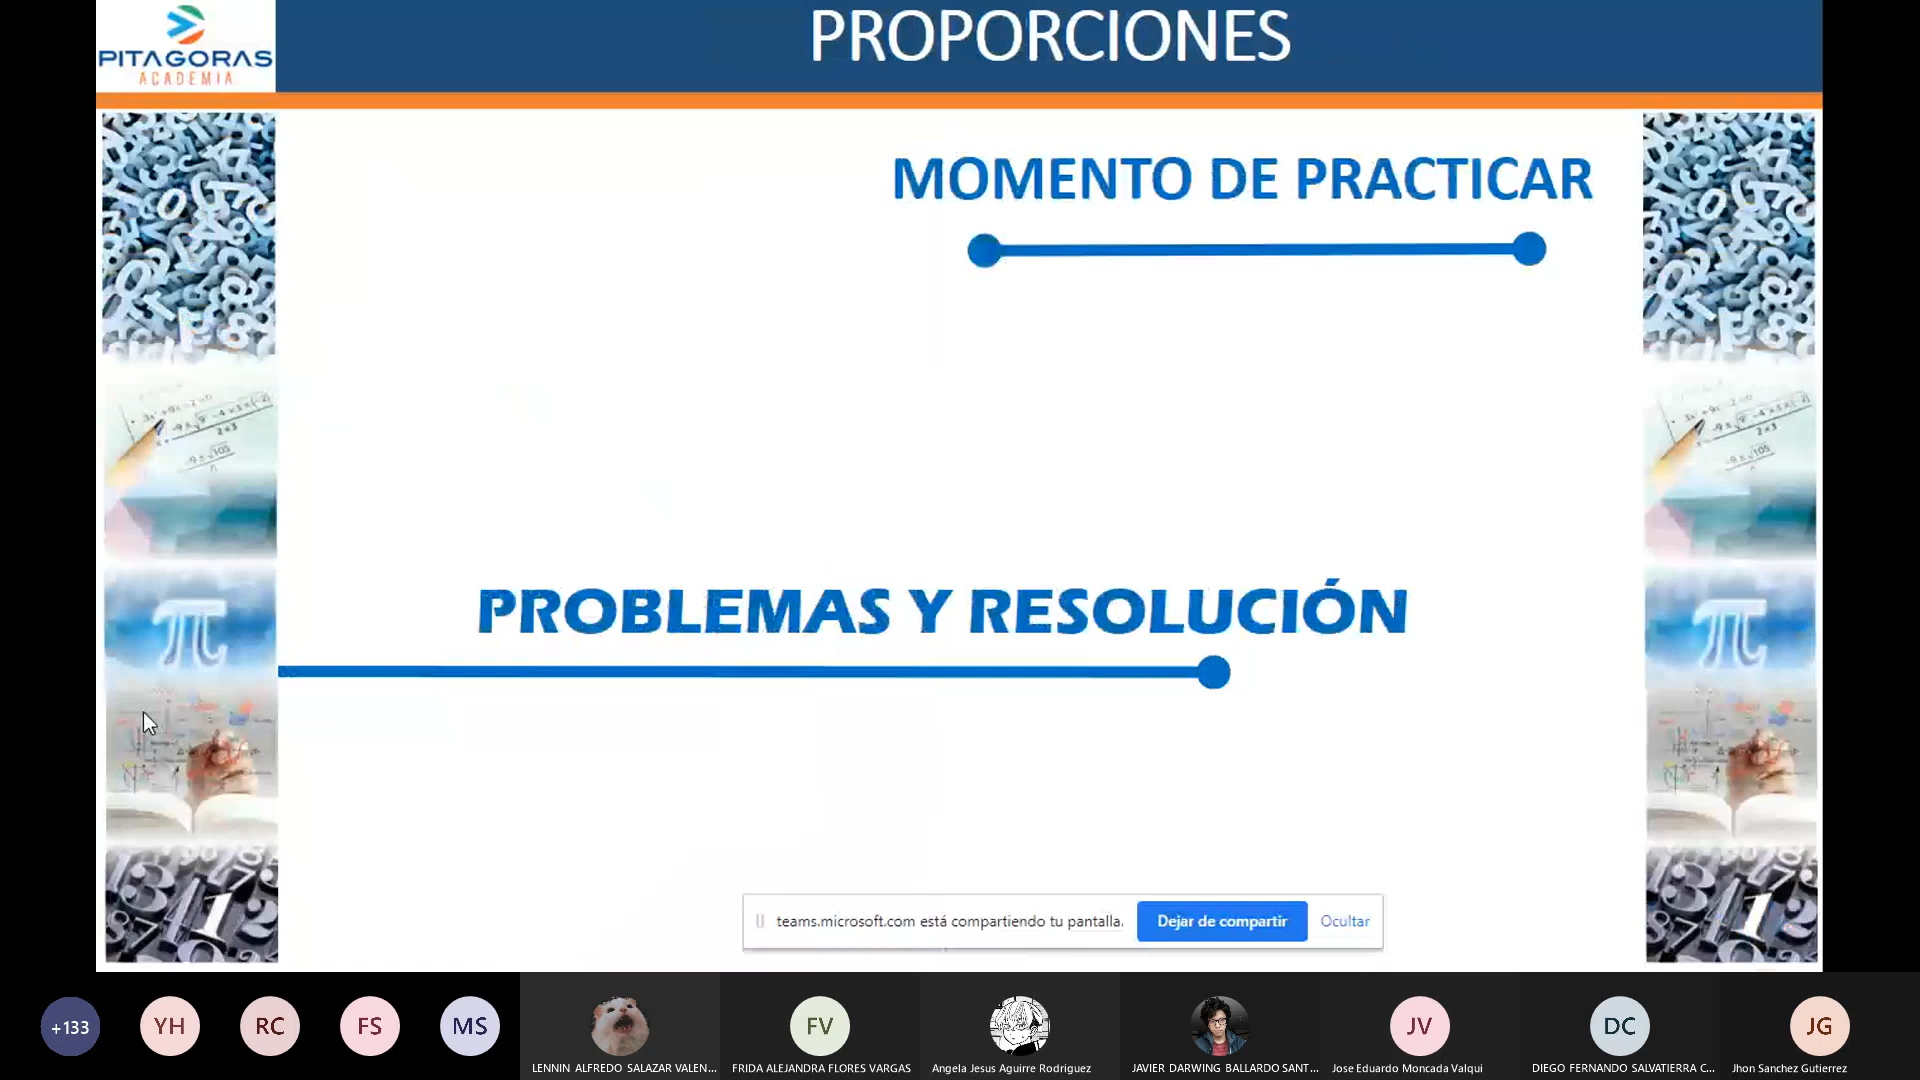 PITAGORAS
ACADEMIA
PROPORCIONES
MOMENTO DE PRACTICAR
PROBLEMAS Y RESOLUCIÓN
teams.microsoft.com está compartiendo tu pantalla.
Dejar de compartir
Ocultar
+133
YH
RC
FS
MS
FV
JV
DC
JG
LENNIN ALFREDO SALAZAR VALEN...
FRIDA ALEJANDRA FLORES VARGAS
Angela Jesus Aguirre Rodriguez
JAVIER DARWING BALLARDO SANT...
Jose Eduardo Moncada Valqui
DIEGO FERNANDO SALVATIERRA C...
Jhon Sanchez Gutierrez